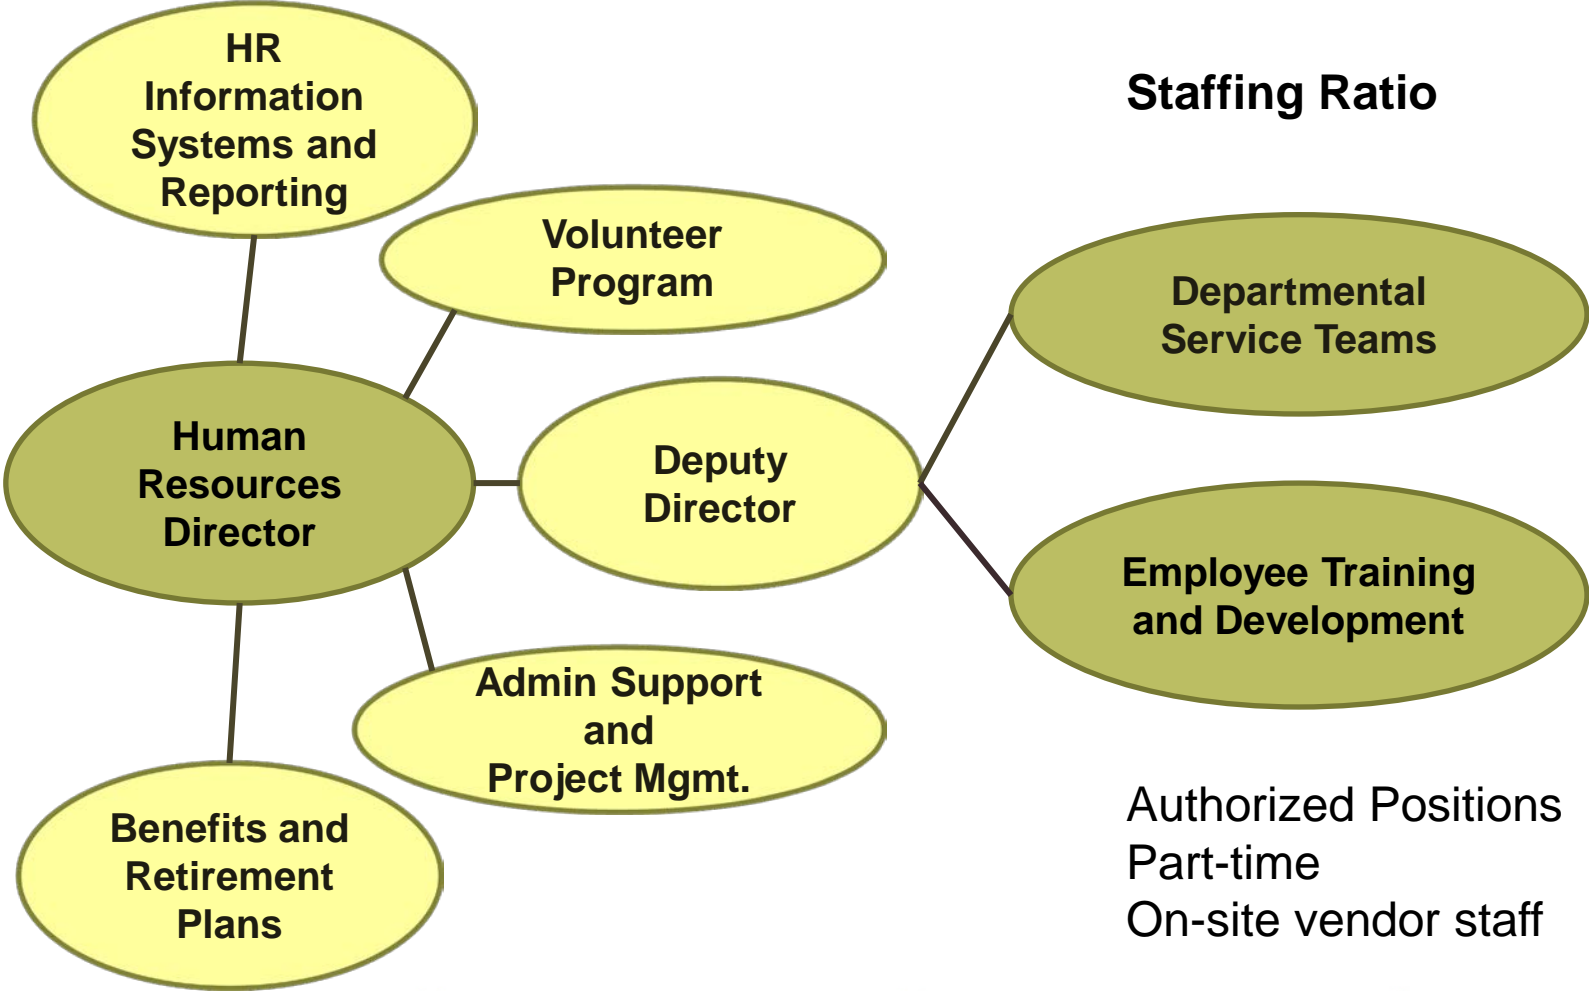 HR
Information
Systems and
Reporting
Staffing Ratio
Volunteer
Program
Departmental
Service Teams
Human
Resources
Director
Deputy
Director
Employee Training
and Development
Admin Support
and
Project Mgmt.
Benefits and
Retirement
Plans
Authorized Positions
Part-time
On-site vendor staff